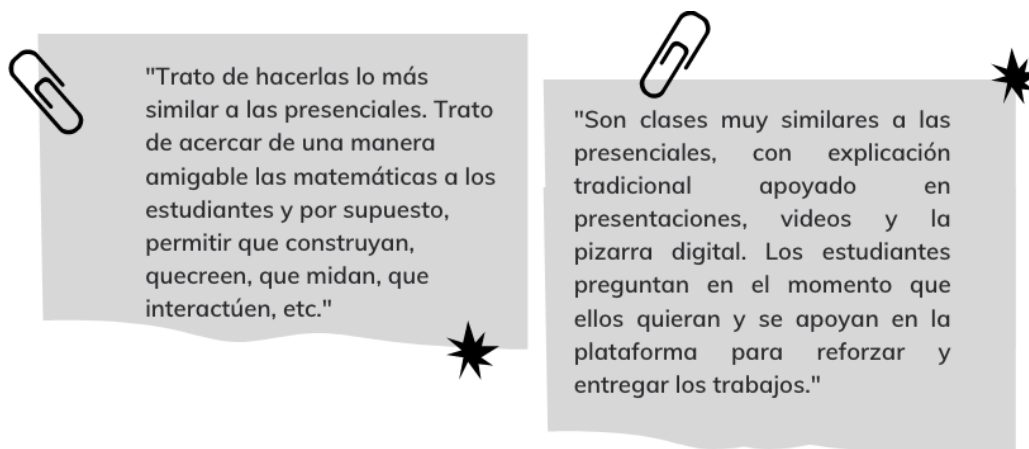 "Trato de hacerlas lo más
similar a las presenciales. Trato
de acercar de una manera
amigable las matemáticas a los
estudiantes y por supuesto,
permitir que construyan,
quecreen, que midan, que
interactúen, etc."
"Son clases muy similares a las
presenciales, con explicación
tradicional apoyado en
presentaciones, videos y la
pizarra digital. Los estudiantes
preguntan en el momento que
ellos quieran y se apoyan en la
plataforma para reforzar y
entregar los trabajos."